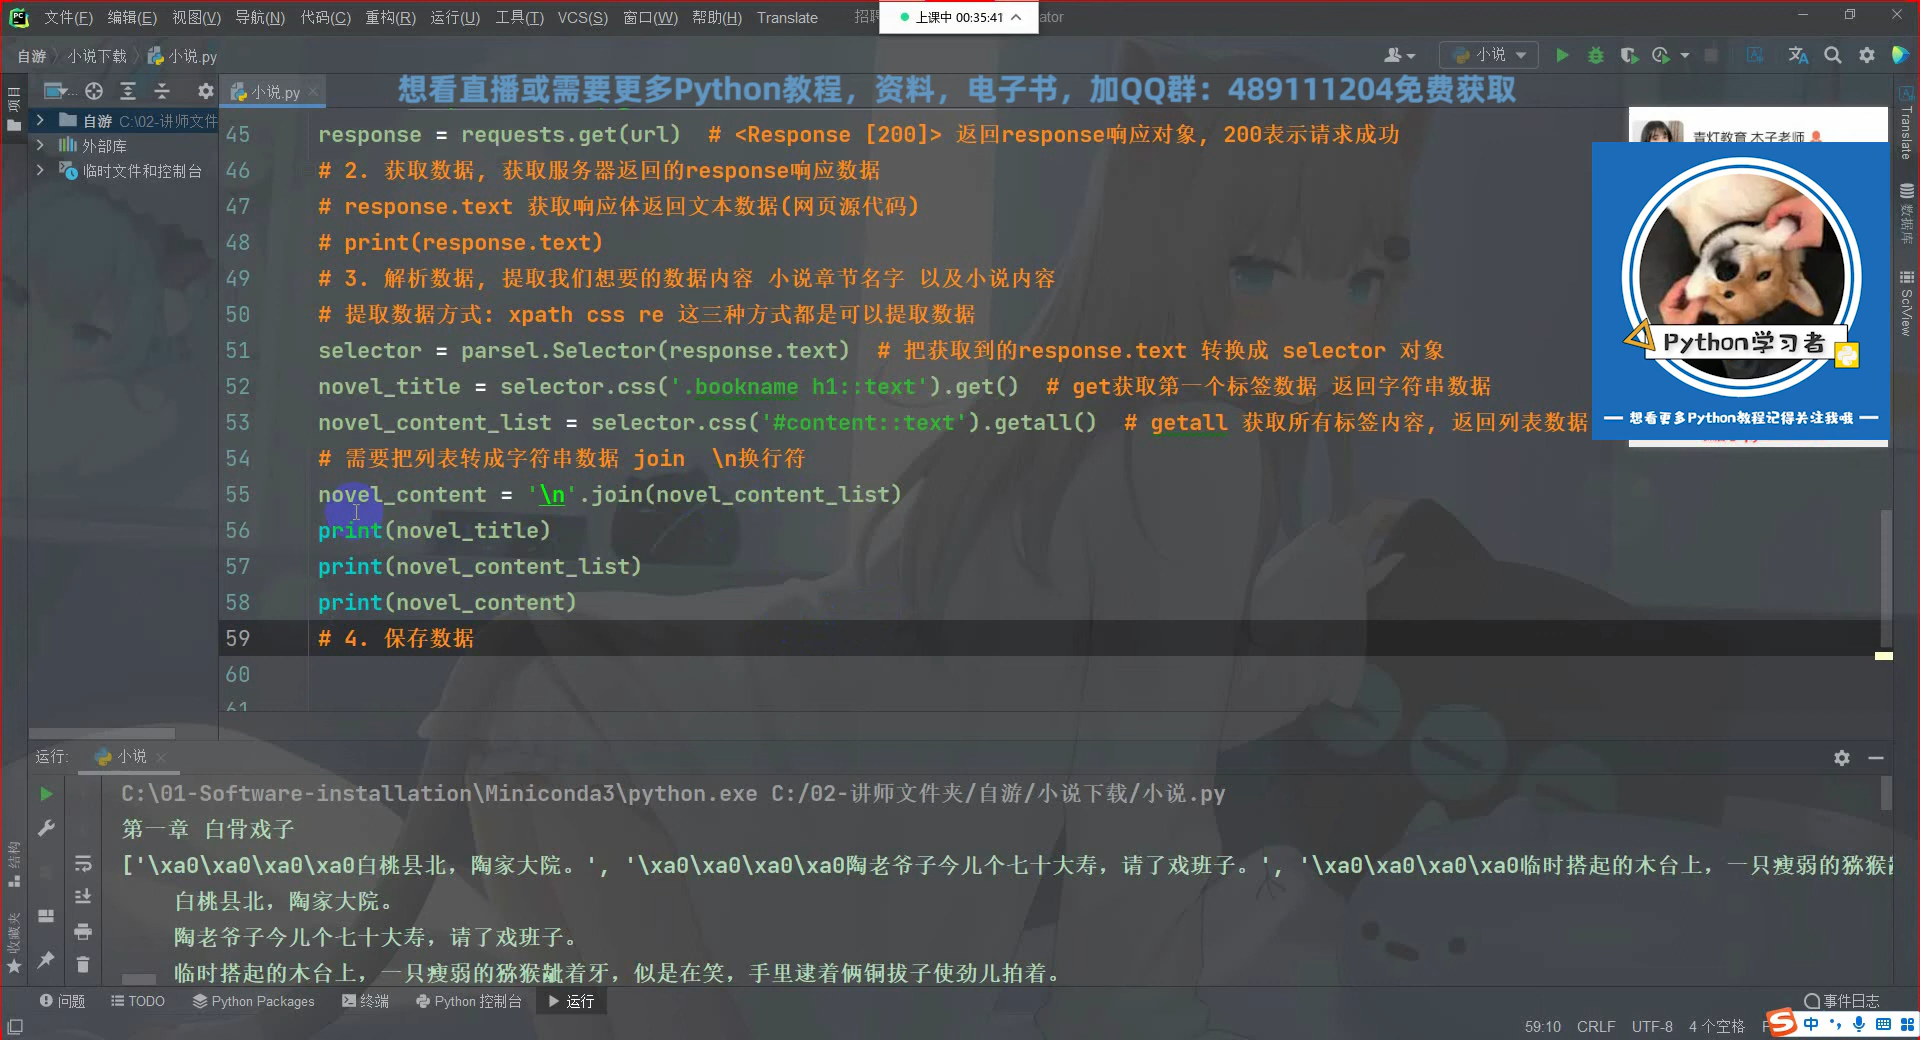 文件(F) 编辑(E) 视图(V) 导航(N) 代码(C) 重构(R) 运行(U) 工具(T) VCS(S) 窗口(W) 帮助(H) Translate 招聘 上课中 00:35:41 ator
自游 小说下载 小说.py 小说
小说.py
想看直播或需要更多Python教程，资料，电子书，加QQ群：489111204免费获取
项目
自游 C:\02-讲师文件
外部库
临时文件和控制台
45 response = requests.get(url)  # <Response [200]> 返回response响应对象, 200表示请求成功
46 # 2. 获取数据, 获取服务器返回的response响应数据
47 # response.text 获取响应体返回文本数据(网页源代码)
48 # print(response.text)
49 # 3. 解析数据, 提取我们想要的数据内容 小说章节名字 以及小说内容
50 # 提取数据方式: xpath css re 这三种方式都是可以提取数据
51 selector = parsel.Selector(response.text)  # 把获取到的response.text 转换成 selector 对象
52 novel_title = selector.css('.bookname h1::text').get()  # get获取第一个标签数据 返回字符串数据
53 novel_content_list = selector.css('#content::text').getall()  # getall 获取所有标签内容, 返回列表数据
54 # 需要把列表转成字符串数据 join  \n换行符
55 novel_content = '\n'.join(novel_content_list)
56 print(novel_title)
57 print(novel_content_list)
58 print(novel_content)
59 # 4. 保存数据
60
61
青灯教育 木子老师
Python学习者
想看更多Python教程记得关注我哦
Translate
数据库
SciView
运行: 小说
C:\01-Software-installation\Miniconda3\python.exe C:/02-讲师文件夹/自游/小说下载/小说.py
第一章 白骨戏子
['\xa0\xa0\xa0\xa0白桃县北，陶家大院。', '\xa0\xa0\xa0\xa0陶老爷子今儿个七十大寿，请了戏班子。', '\xa0\xa0\xa0\xa0临时搭起的木台上，一只瘦弱的猕猴
白桃县北，陶家大院。
陶老爷子今儿个七十大寿，请了戏班子。
临时搭起的木台上，一只瘦弱的猕猴龇着牙，似是在笑，手里逮着俩铜拔子使劲儿拍着。
结构
收藏夹
问题 TODO Python Packages 终端 Python 控制台 运行 事件日志
59:10 CRLF UTF-8 4 个空格
中